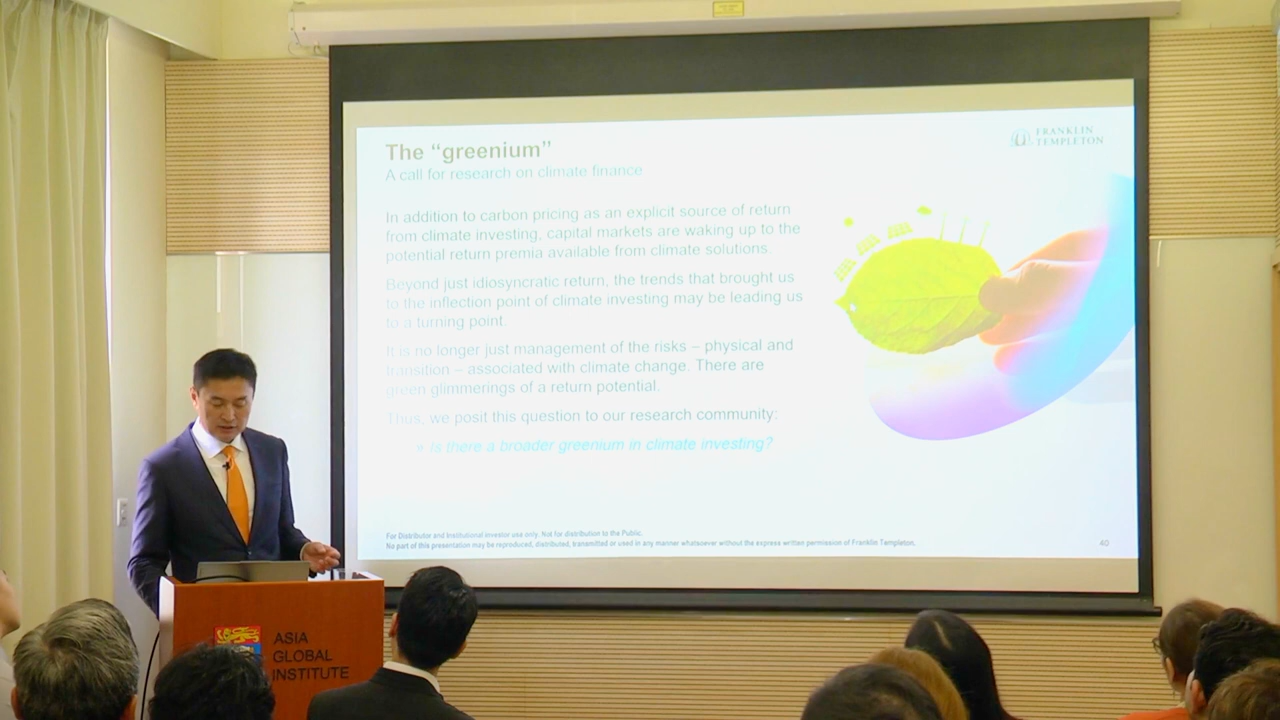 The “greenium”
A call for research on climate finance
FRANKLIN
TEMPLETON
In addition to carbon pricing as an explicit source of return
from climate investing, capital markets are waking up to the
potential return premia available from climate solutions.
Beyond just idiosyncratic return, the trends that brought us
to the inflection point of climate investing may be leading us
to a turning point.
It is no longer just management of the risks – physical and
transition – associated with climate change. There are
green glimmerings of a return potential.
Thus, we posit this question to our research community:
» Is there a broader greenium in climate investing?
For Distributor and Institutional investor use only. Not for distribution to the Public.
No part of this presentation may be reproduced, distributed, transmitted or used in any manner whatsoever without the express written permission of Franklin Templeton.
40
ASIA
GLOBAL
INSTITUTE